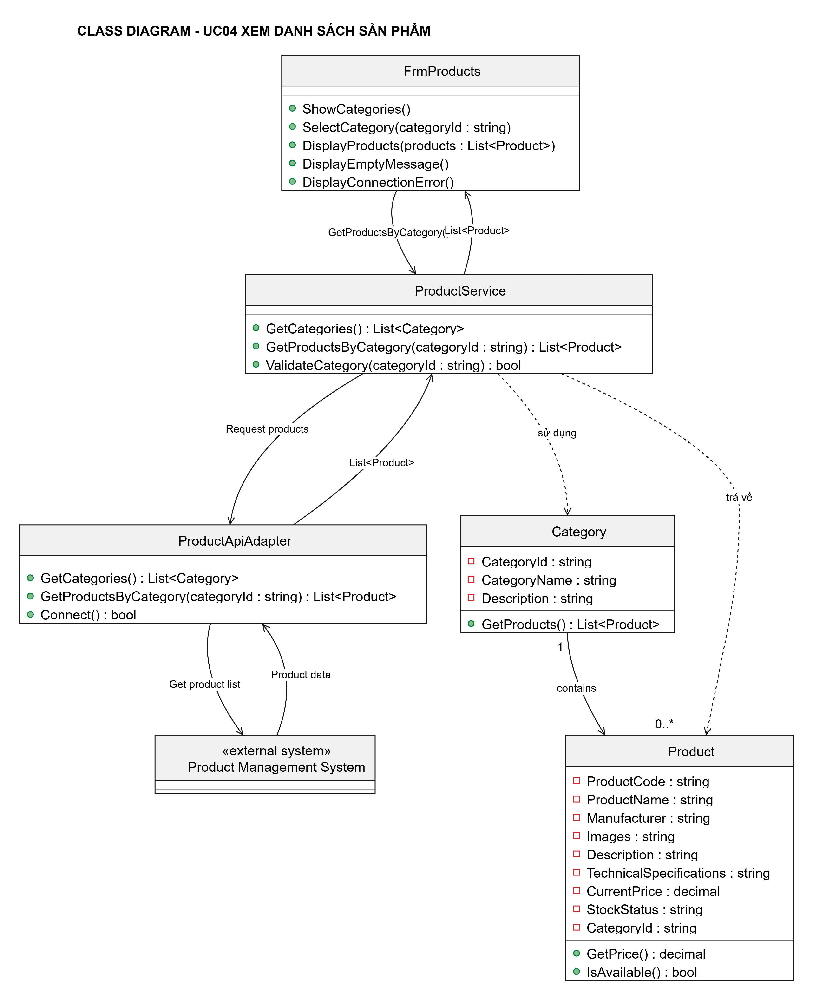 CLASS DIAGRAM - UC04 XEM DANH SÁCH SẢN PHẨM
FrmProducts
ShowCategories()
SelectCategory(categoryId : string)
DisplayProducts(products : List<Product>)
DisplayEmptyMessage()
DisplayConnectionError()
GetProductsByCategory(
List<Product>
ProductService
GetCategories() : List<Category>
GetProductsByCategory(categoryId : string) : List<Product>
ValidateCategory(categoryId : string) : bool
Request products
List<Product>
sử dụng
trả về
ProductApiAdapter
GetCategories() : List<Category>
GetProductsByCategory(categoryId : string) : List<Product>
Connect() : bool
Category
CategoryId : string
CategoryName : string
Description : string
GetProducts() : List<Product>
1
Get product list
Product data
contains
0..*
«external system»
Product Management System
Product
ProductCode : string
ProductName : string
Manufacturer : string
Images : string
Description : string
TechnicalSpecifications : string
CurrentPrice : decimal
StockStatus : string
CategoryId : string
GetPrice() : decimal
IsAvailable() : bool